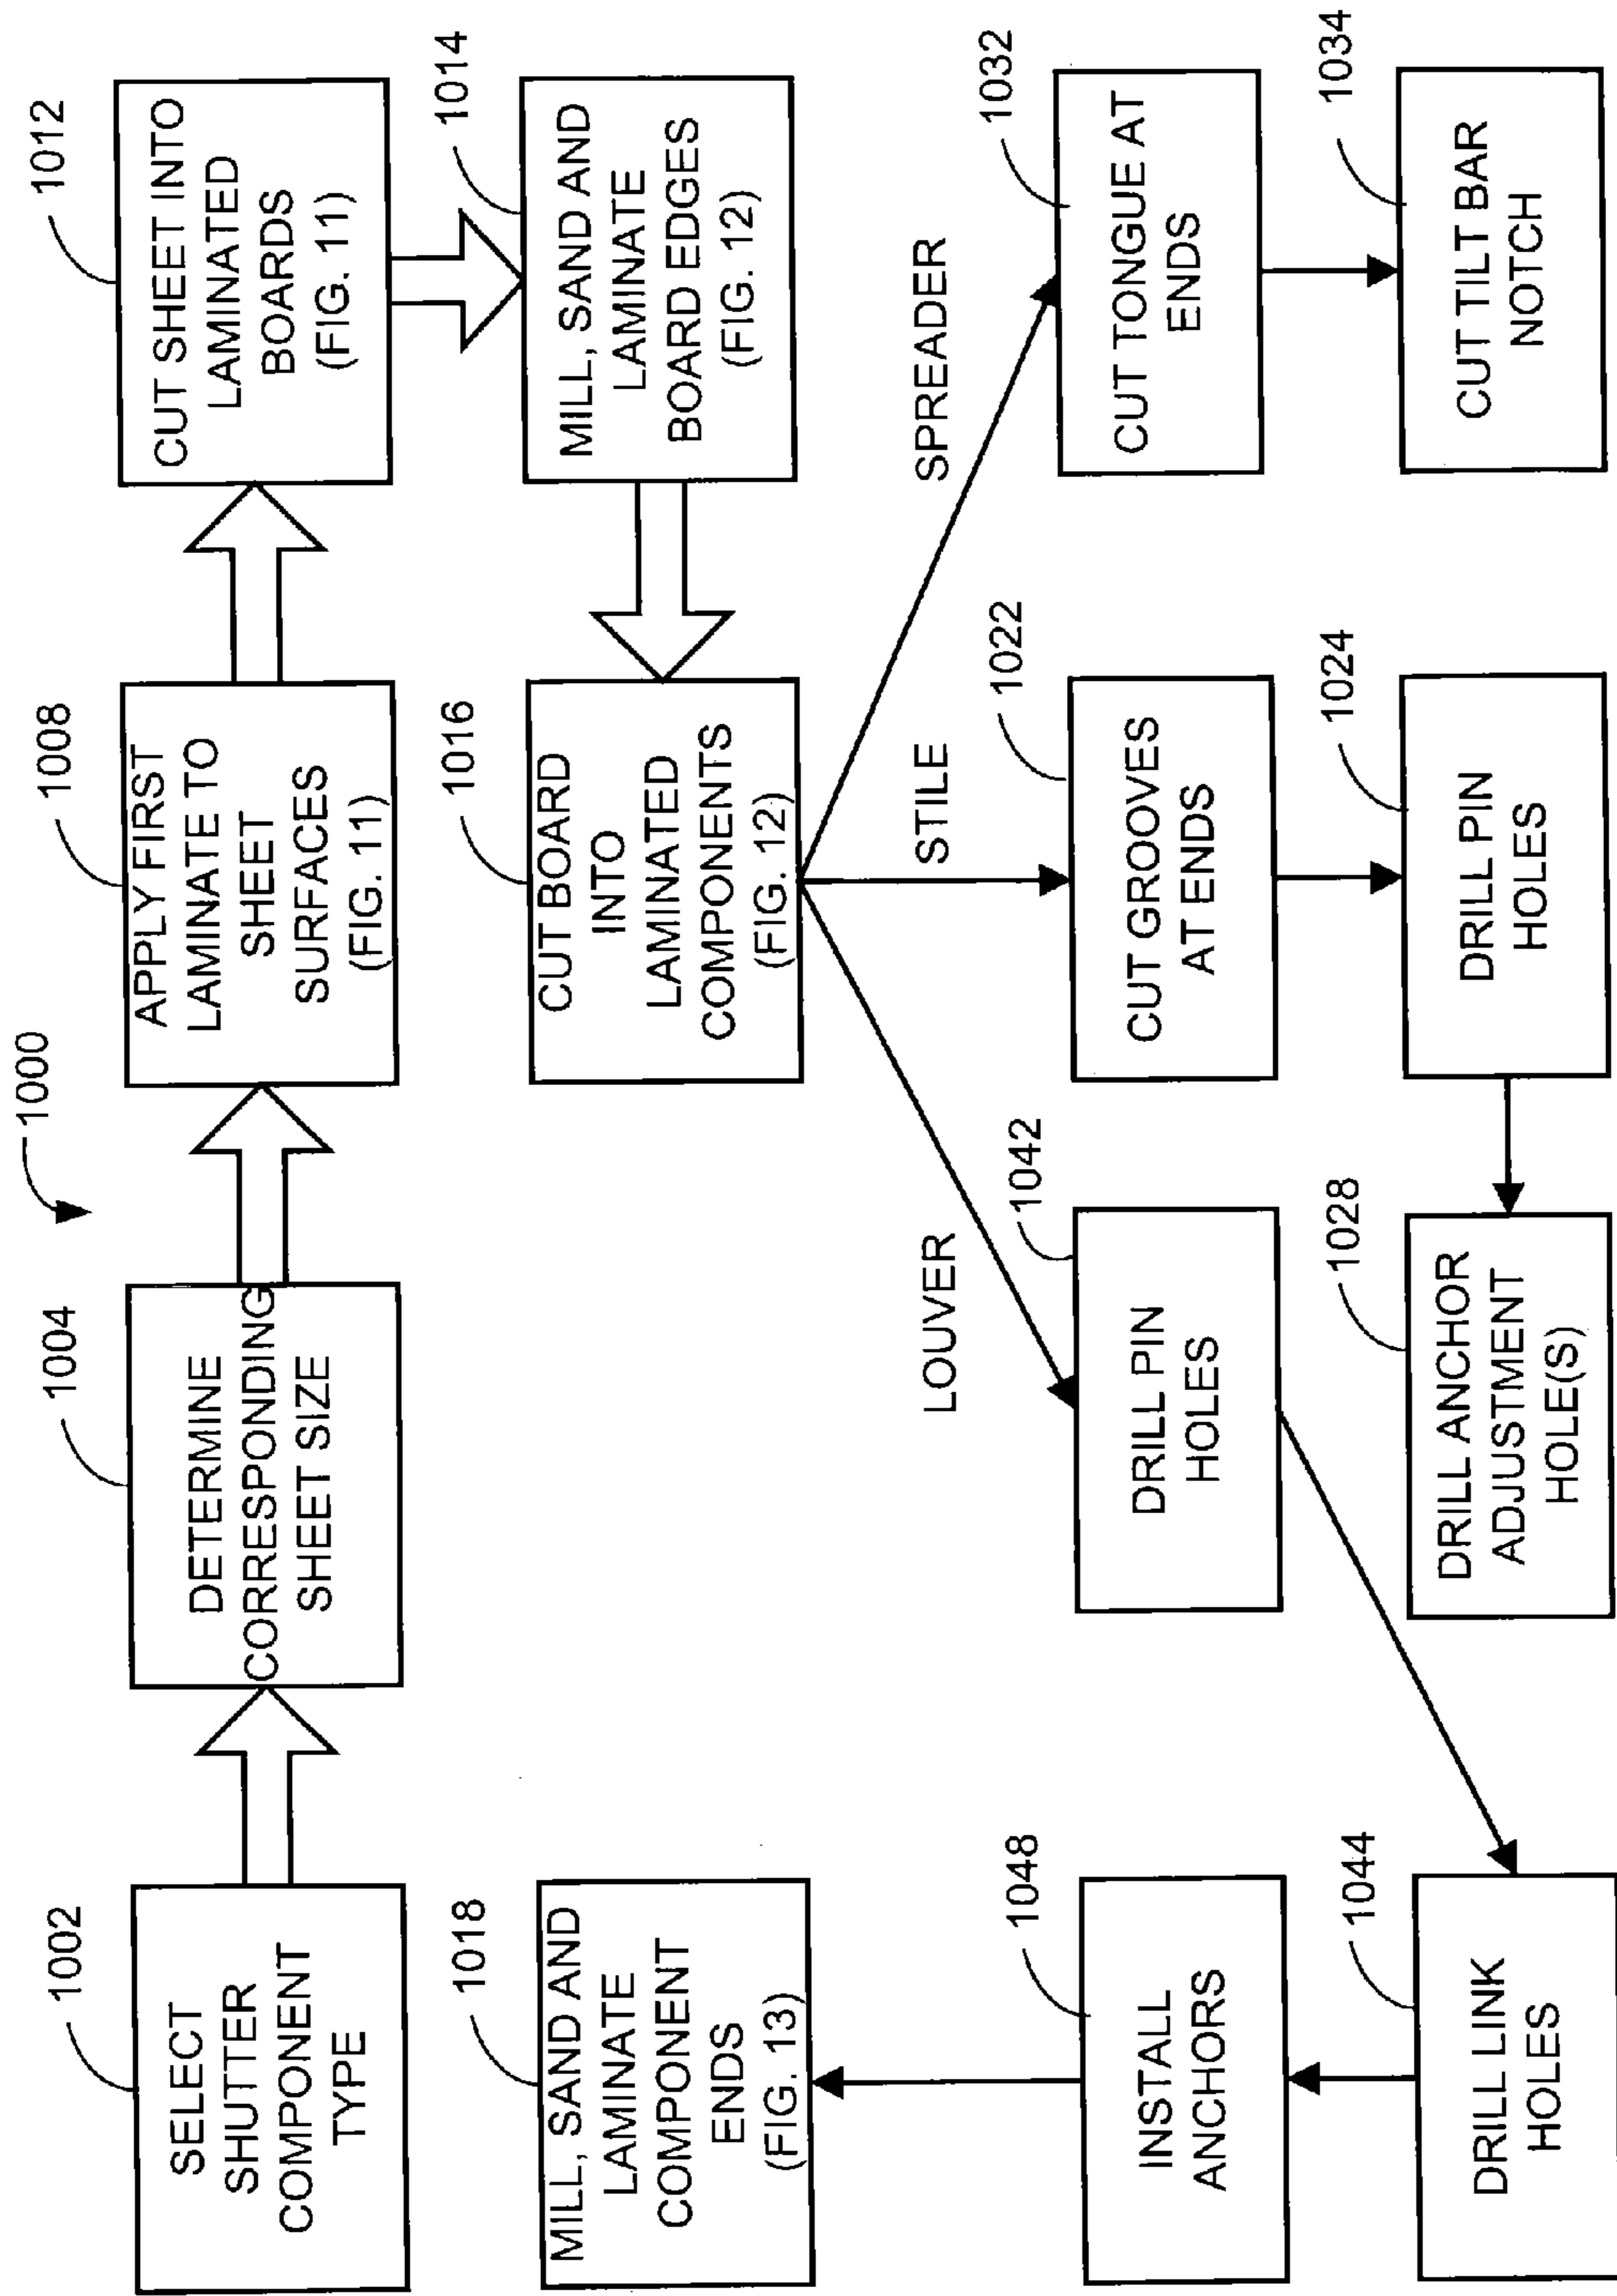 1000
1002
SELECT
SHUTTER
COMPONENT
TYPE
1004
DETERMINE
CORRESPONDING
SHEET SIZE
1008
APPLY FIRST
LAMINATE TO
SHEET
SURFACES
(FIG. 11)
1012
CUT SHEET INTO
LAMINATED
BOARDS
(FIG. 11)
1014
MILL, SAND AND
LAMINATE
BOARD EDGES
(FIG. 12)
1016
CUT BOARD
INTO
LAMINATED
COMPONENTS
(FIG. 12)
1018
MILL, SAND AND
LAMINATE
COMPONENT
ENDS
(FIG. 13)
LOUVER
STILE
SPREADER
1048
INSTALL
ANCHORS
1042
DRILL PIN
HOLES
1022
CUT GROOVES
AT ENDS
1032
CUT TONGUE AT
ENDS
1044
DRILL LINK
HOLES
1028
DRILL ANCHOR
ADJUSTMENT
HOLE(S)
1024
DRILL PIN
HOLES
1034
CUT TILT BAR
NOTCH